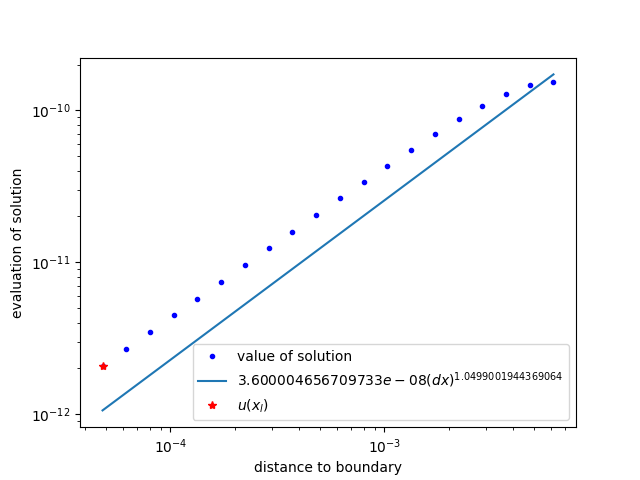 evaluation of solution
10⁻¹⁰
10⁻¹¹
10⁻¹²
value of solution
3.600004656709733e − 08(dx)^1.0499001944369064
u(x_l)
10⁻⁴
10⁻³
distance to boundary